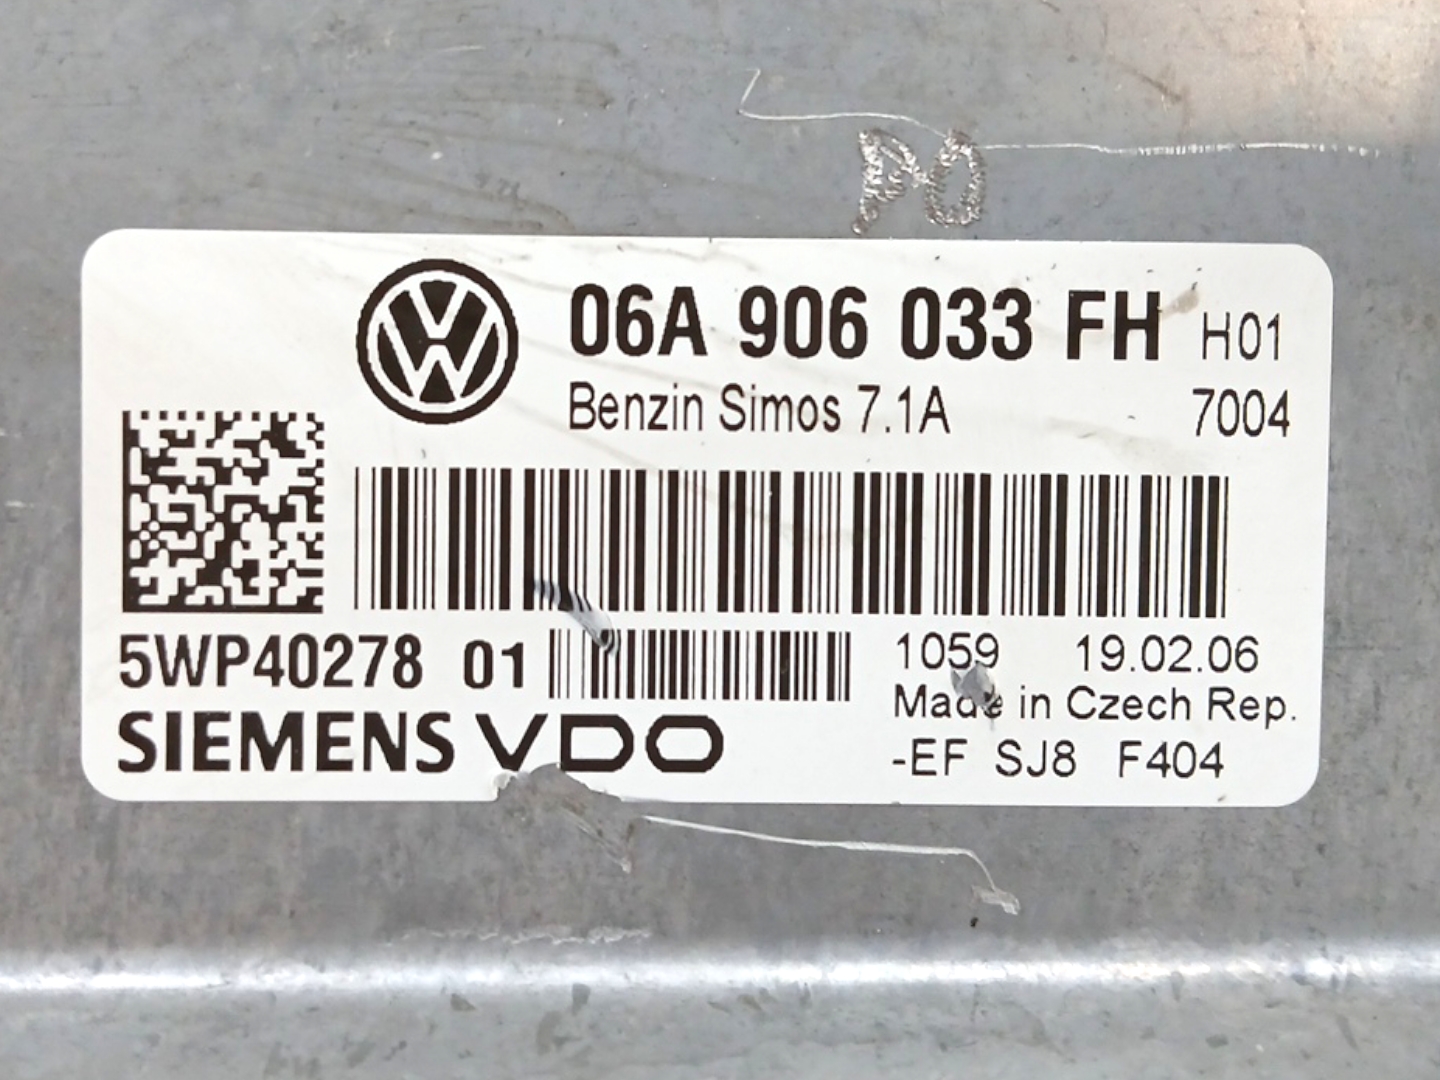 06A 906 033 FH H01
Benzin Simos 7.1A 7004
5WP40278 01
1059 19.02.06
Made in Czech Rep.
SIEMENS VDO
-EF SJ8 F404